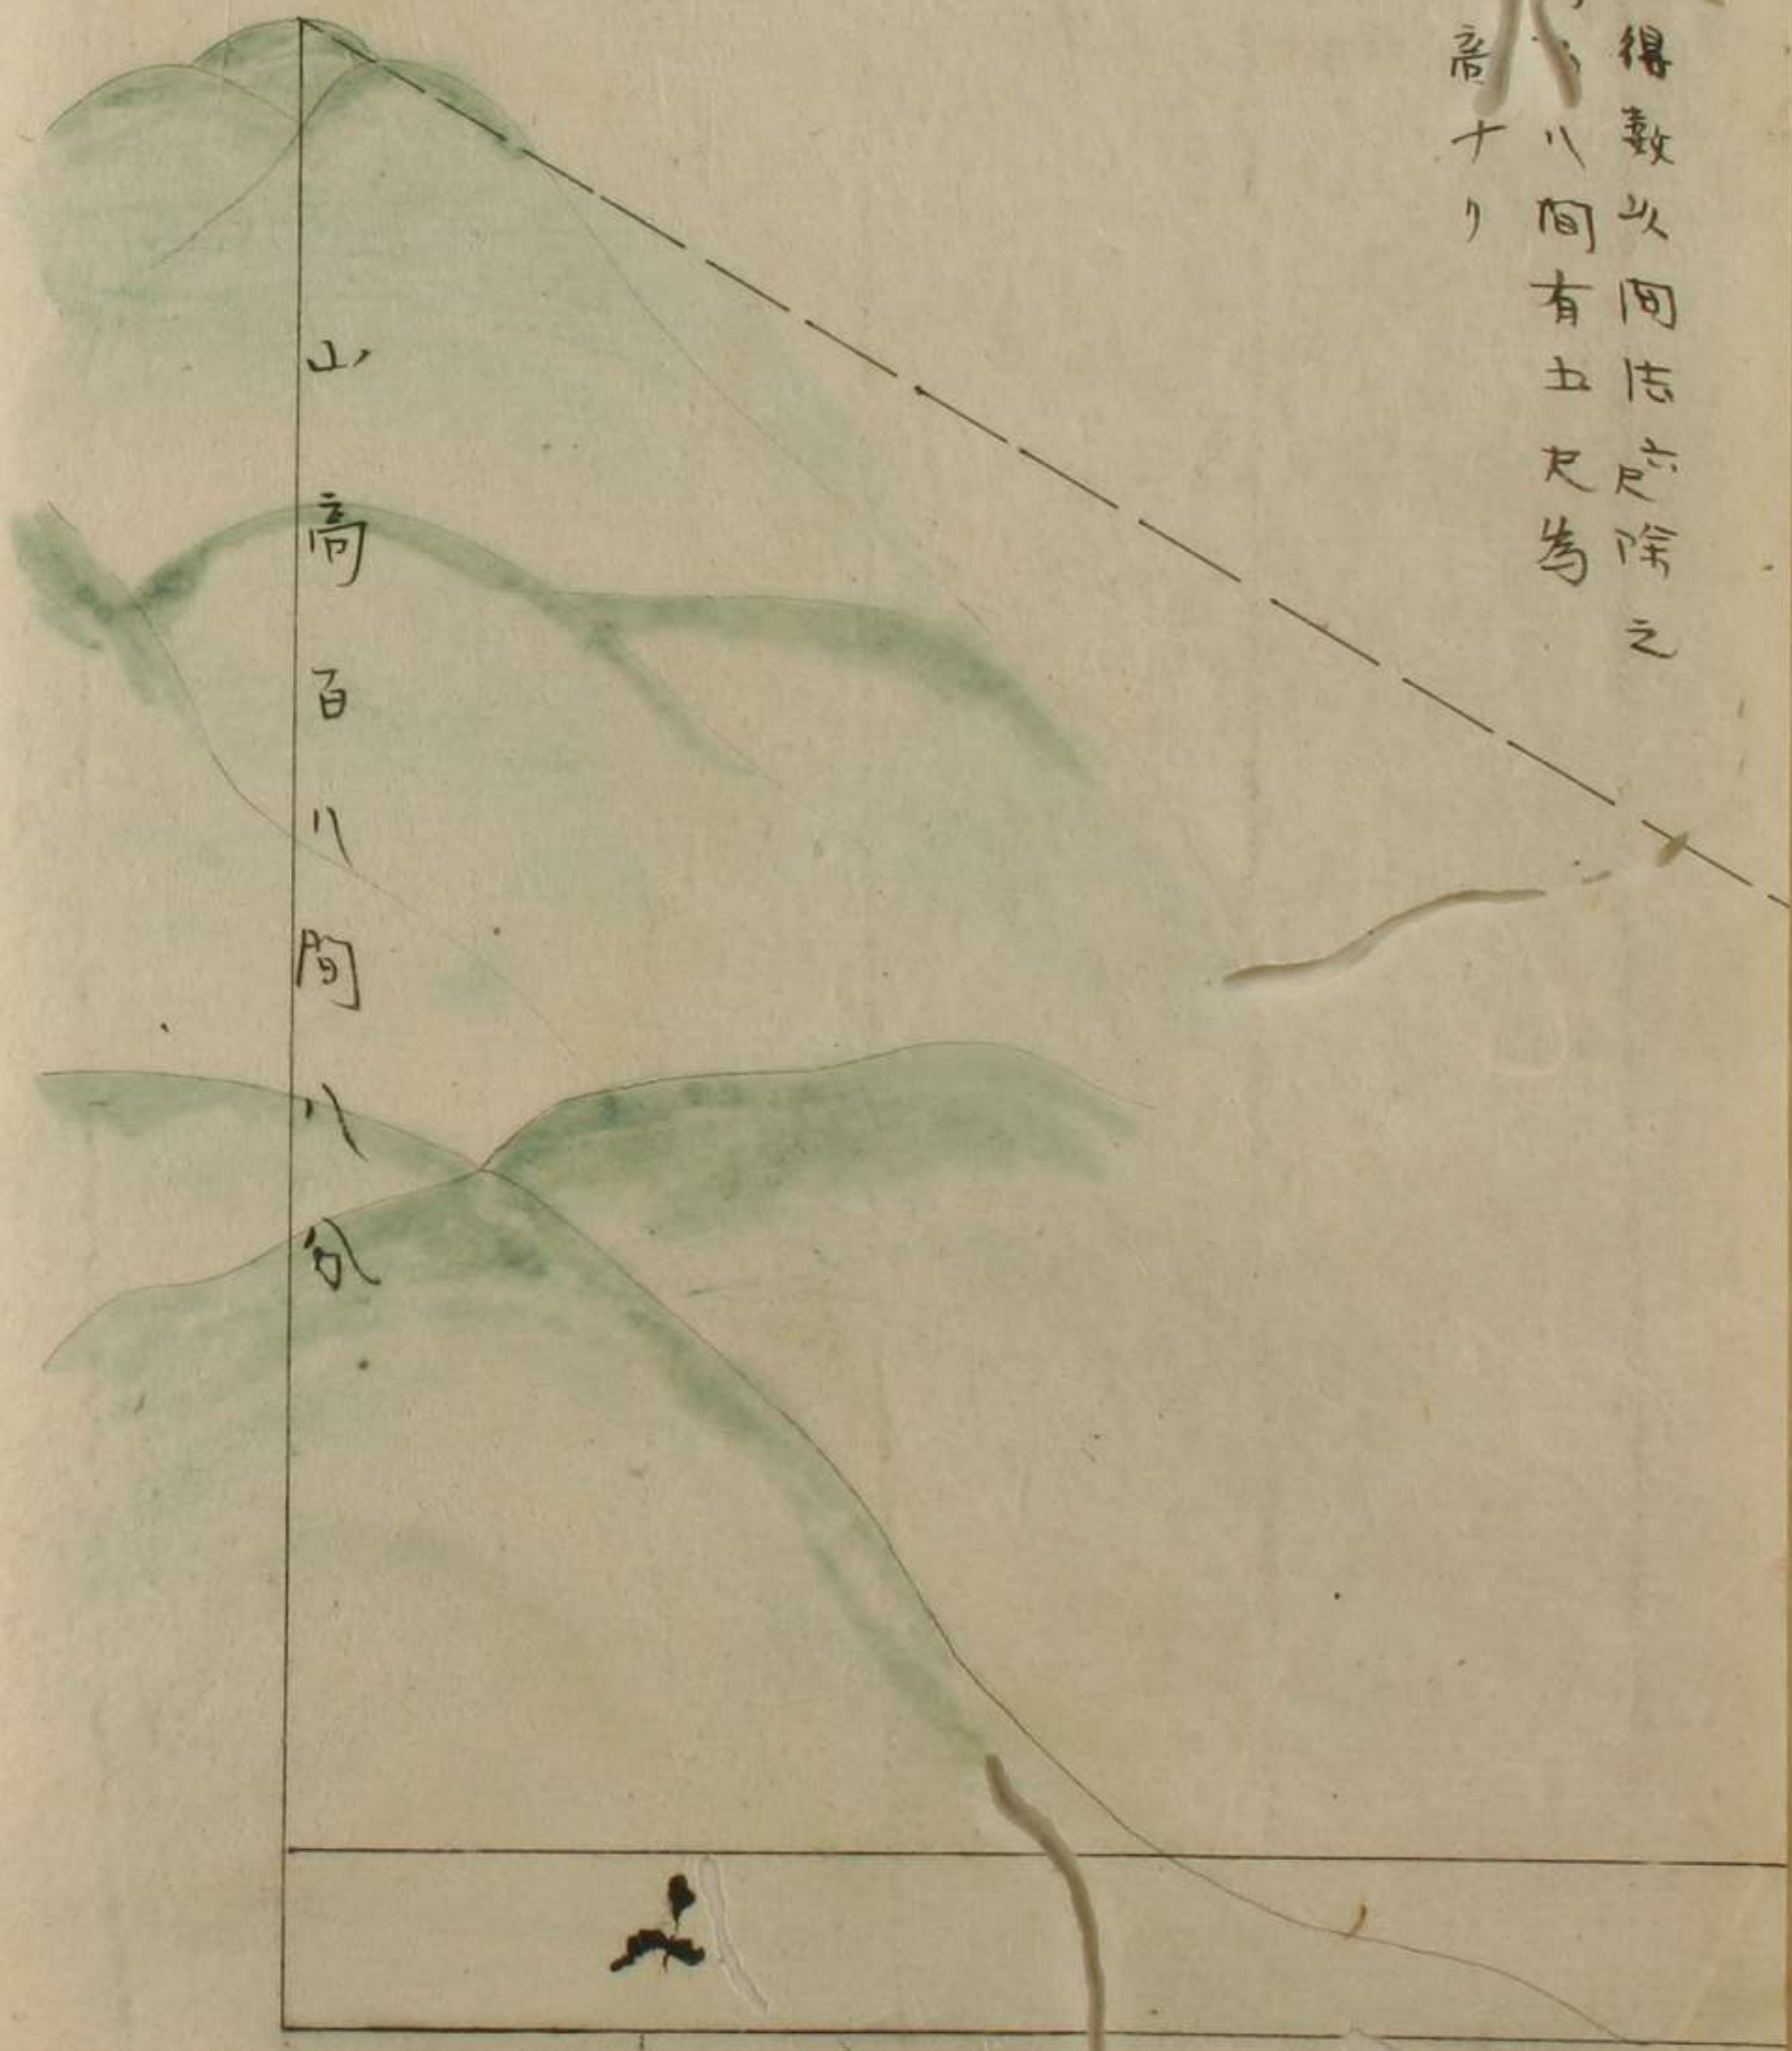 得数以間法六尺除之
八間有五尺為
高ナリ
山高百八間八分